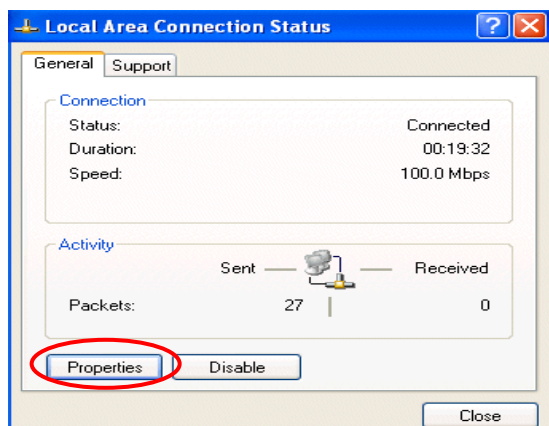 Local Area Connection Status
General Support
Connection
Status: Connected
Duration: 00:19:32
Speed: 100.0 Mbps
Activity
Sent Received
Packets: 27 0
Properties Disable
Close